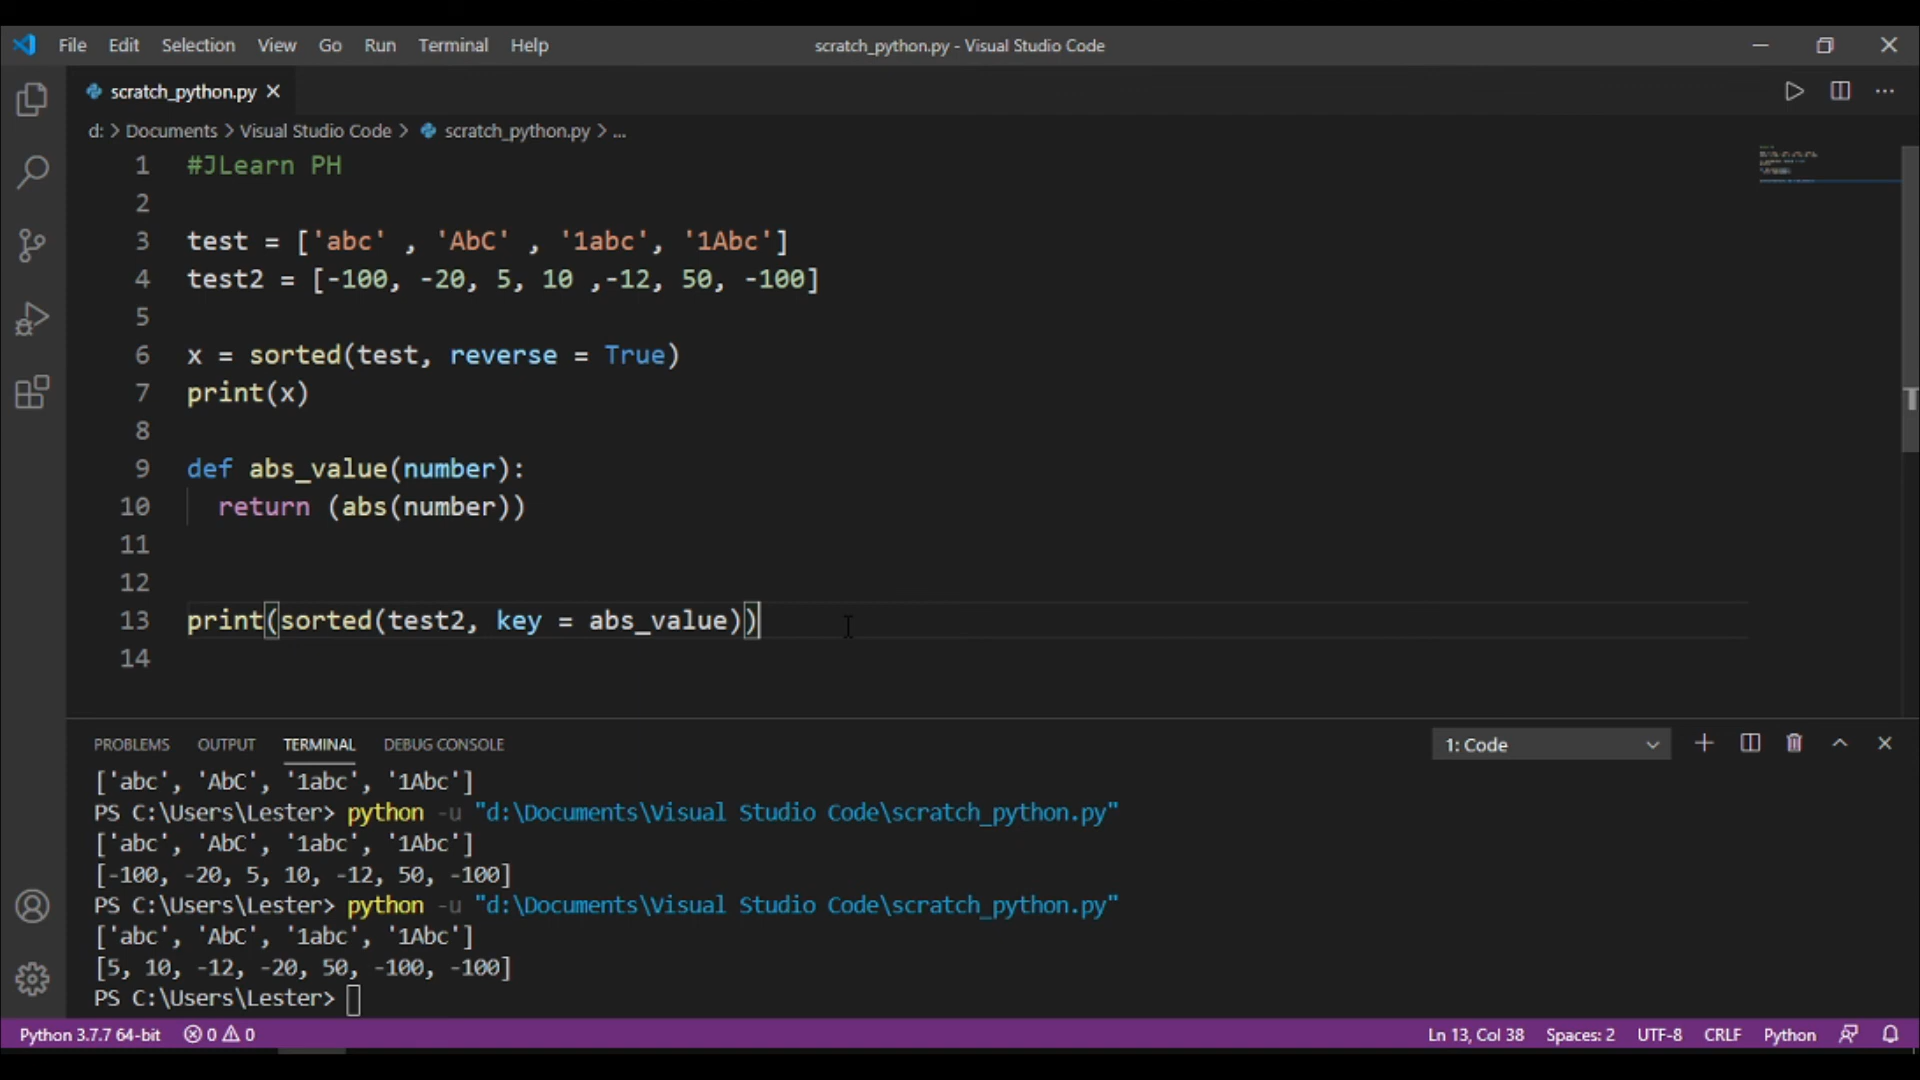 File Edit Selection View Go Run Terminal Help scratch_python.py - Visual Studio Code
scratch_python.py
d: > Documents > Visual Studio Code > scratch_python.py > ...
1 #JLearn PH
2
3 test = ['abc' , 'AbC' , '1abc', '1Abc']
4 test2 = [-100, -20, 5, 10 ,-12, 50, -100]
5
6 x = sorted(test, reverse = True)
7 print(x)
8
9 def abs_value(number):
10 return (abs(number))
11
12
13 print(sorted(test2, key = abs_value))
14
PROBLEMS OUTPUT TERMINAL DEBUG CONSOLE 1: Code
['abc', 'AbC', '1abc', '1Abc']
PS C:\Users\Lester> python -u "d:\Documents\Visual Studio Code\scratch_python.py"
['abc', 'AbC', '1abc', '1Abc']
[-100, -20, 5, 10, -12, 50, -100]
PS C:\Users\Lester> python -u "d:\Documents\Visual Studio Code\scratch_python.py"
['abc', 'AbC', '1abc', '1Abc']
[5, 10, -12, -20, 50, -100, -100]
PS C:\Users\Lester>
Python 3.7.7 64-bit 0 0 Ln 13, Col 38 Spaces: 2 UTF-8 CRLF Python